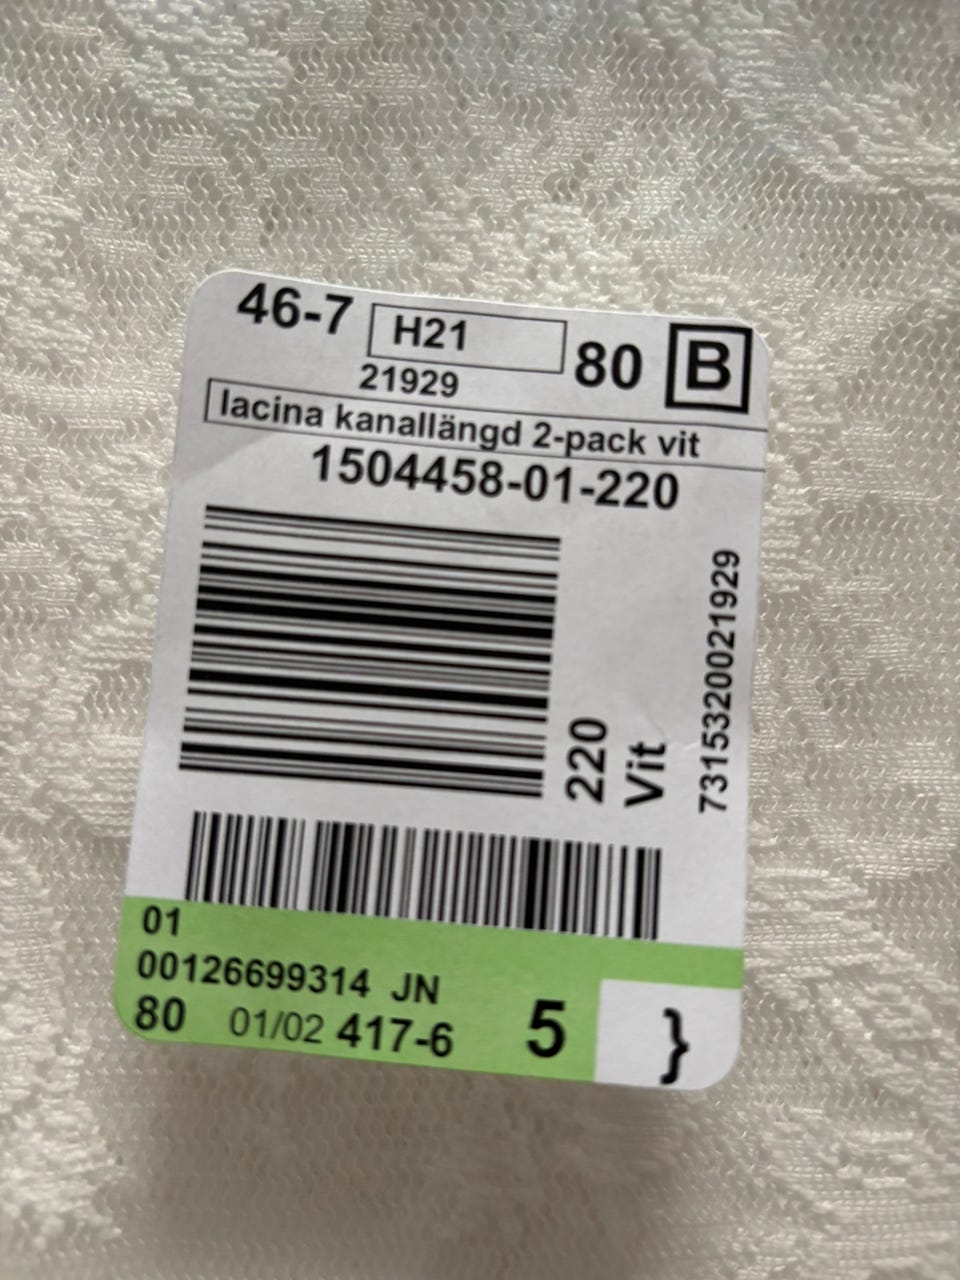 46-7 H21 80 B
21929
lacina kanallängd 2-pack vit
1504458-01-220
220
Vit
7315320021929
01
00126699314 JN
80 01/02 417-6 5 }